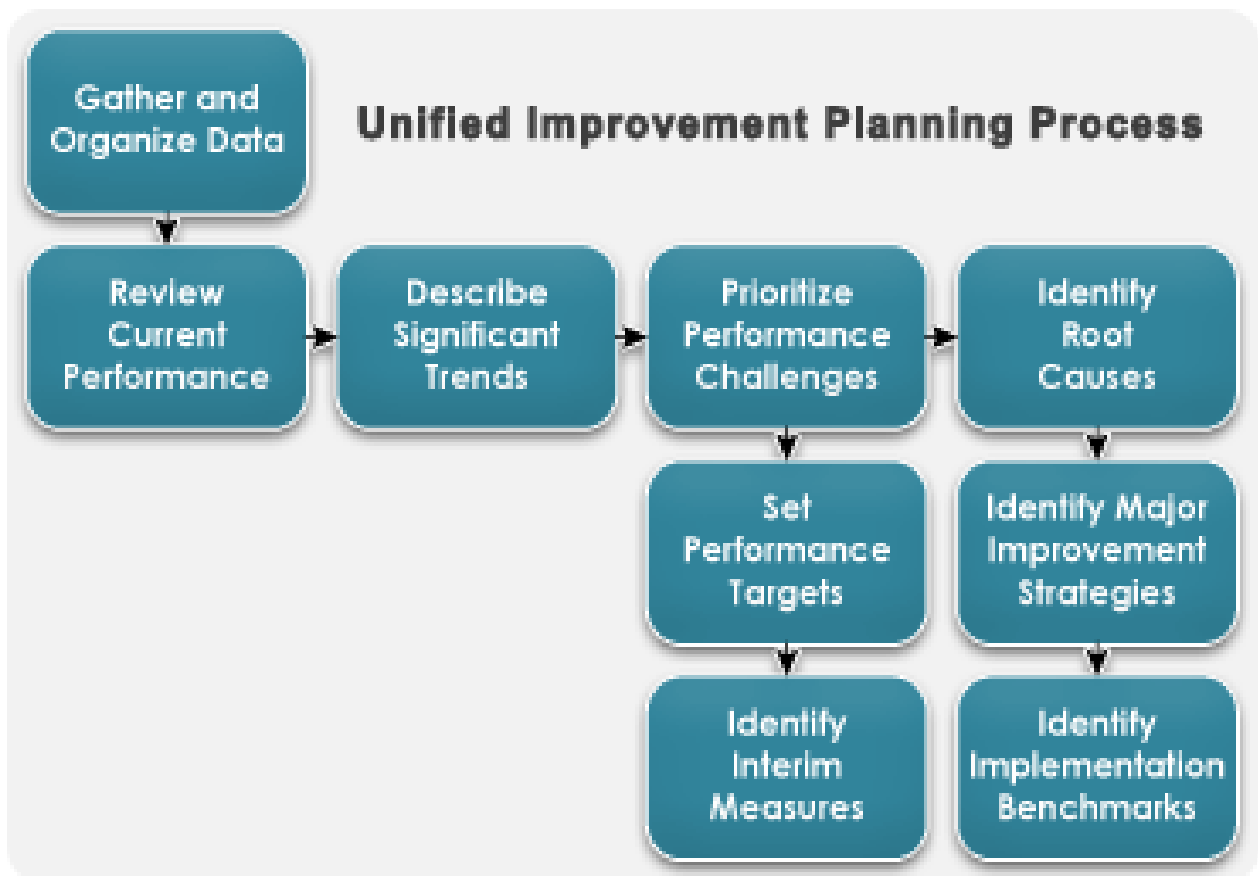 Gather and
Organize Data
Unified Improvement Planning Process
Review
Current
Performance
Describe
Significant
Trends
Prioritize
Performance
Challenges
Identify
Root
Causes
Set
Performance
Targets
Identify Major
Improvement
Strategies
Identify
Interim
Measures
Identify
Implementation
Benchmarks